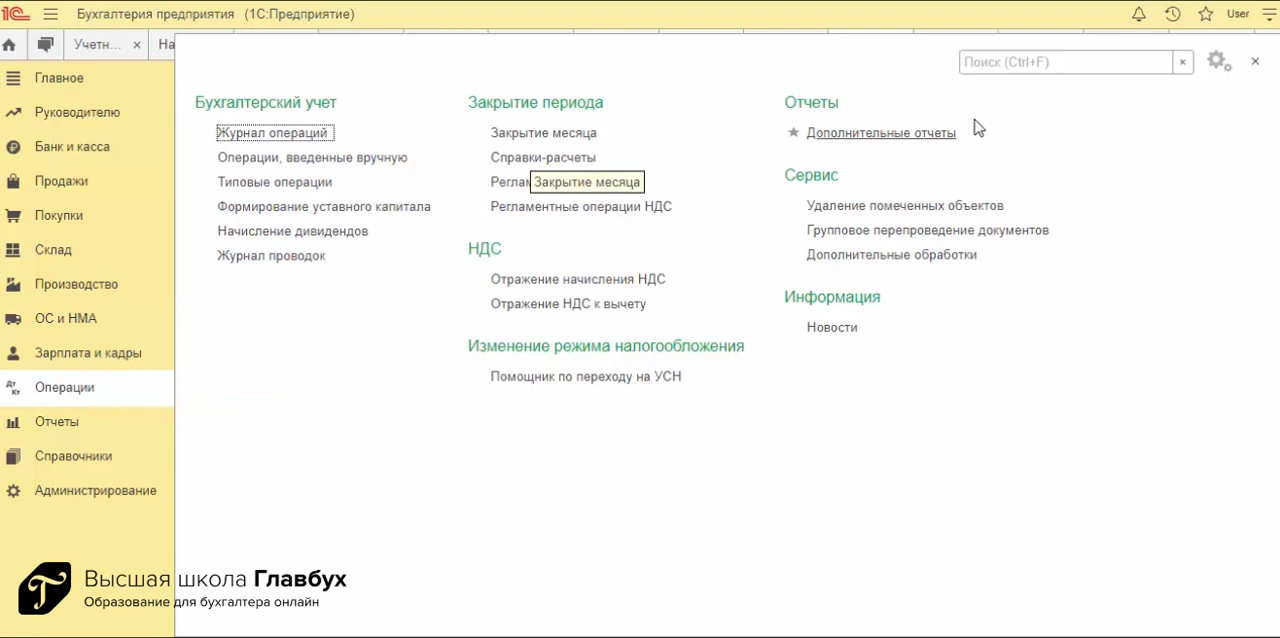 1С Бухгалтерия предприятия (1С:Предприятие) User
Учетн... × На
Поиск (Ctrl+F) ×
Главное
Руководителю
Банк и касса
Продажи
Покупки
Склад
Производство
ОС и НМА
Зарплата и кадры
Дт Кт Операции
Отчеты
Справочники
Администрирование
Бухгалтерский учет
Журнал операций
Операции, введенные вручную
Типовые операции
Формирование уставного капитала
Начисление дивидендов
Журнал проводок
Закрытие периода
Закрытие месяца
Справки-расчеты
Реглам
Закрытие месяца
Регламентные операции НДС
НДС
Отражение начисления НДС
Отражение НДС к вычету
Изменение режима налогообложения
Помощник по переходу на УСН
Отчеты
Дополнительные отчеты
Сервис
Удаление помеченных объектов
Групповое перепроведение документов
Дополнительные обработки
Информация
Новости
Высшая школа Главбух
Образование для бухгалтера онлайн